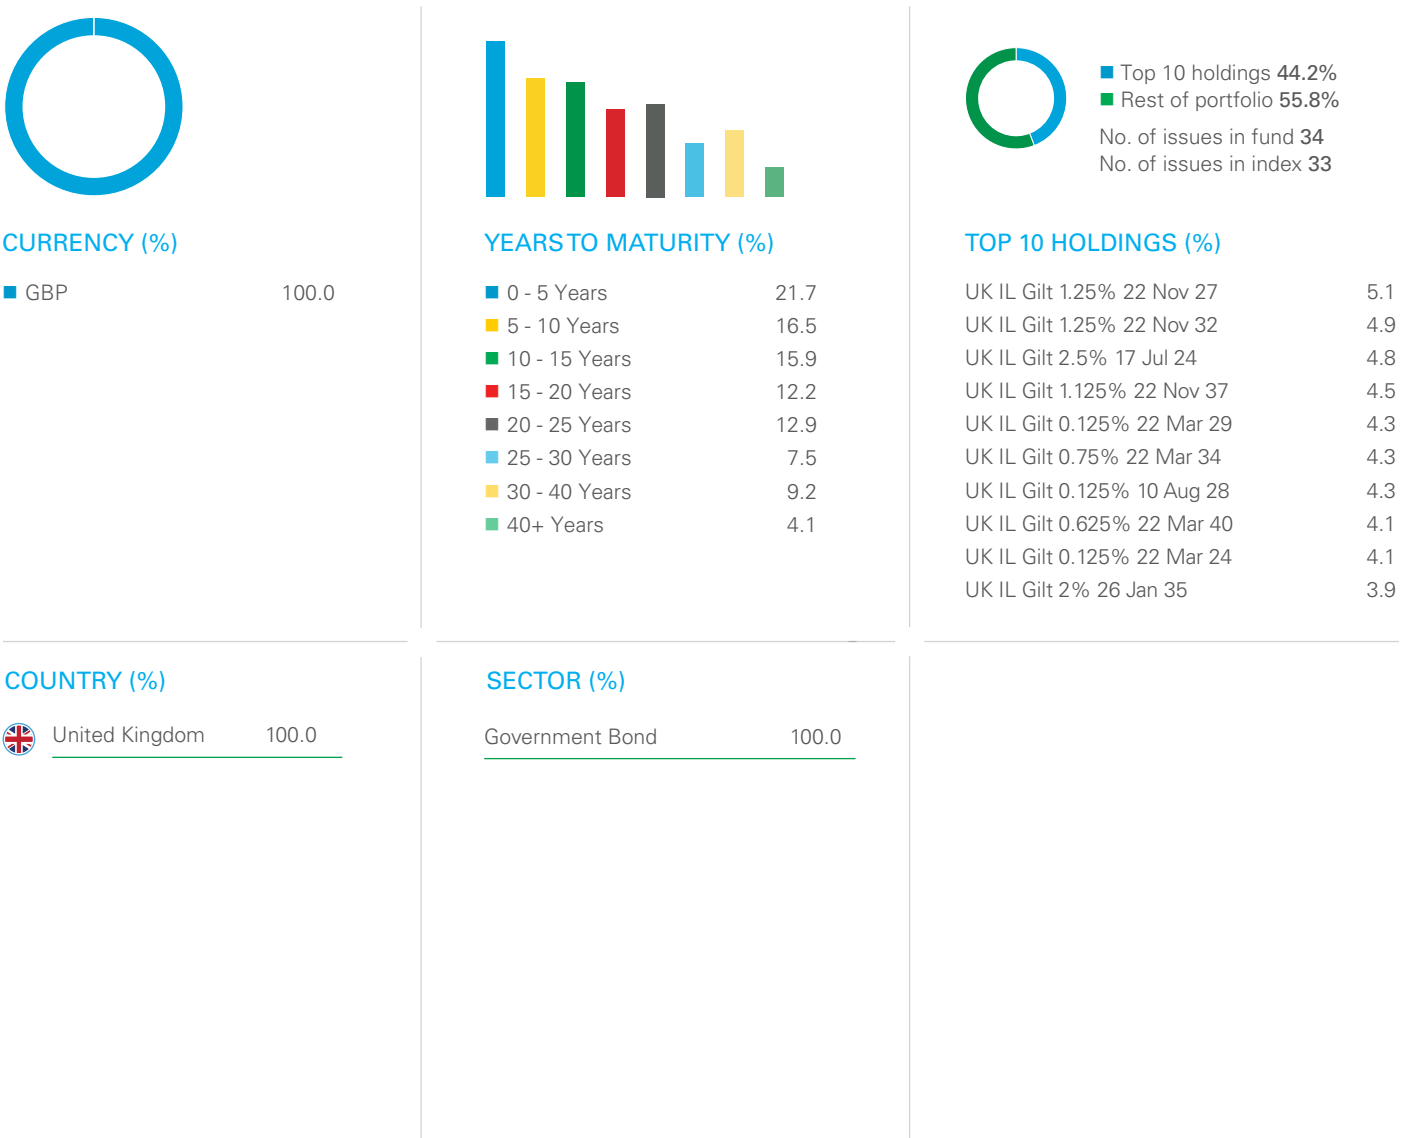 CURRENCY (%)
GBP 100.0
YEARS TO MATURITY (%)
0 - 5 Years 21.7
5 - 10 Years 16.5
10 - 15 Years 15.9
15 - 20 Years 12.2
20 - 25 Years 12.9
25 - 30 Years 7.5
30 - 40 Years 9.2
40+ Years 4.1
Top 10 holdings 44.2%
Rest of portfolio 55.8%
No. of issues in fund 34
No. of issues in index 33
TOP 10 HOLDINGS (%)
UK IL Gilt 1.25% 22 Nov 27 5.1
UK IL Gilt 1.25% 22 Nov 32 4.9
UK IL Gilt 2.5% 17 Jul 24 4.8
UK IL Gilt 1.125% 22 Nov 37 4.5
UK IL Gilt 0.125% 22 Mar 29 4.3
UK IL Gilt 0.75% 22 Mar 34 4.3
UK IL Gilt 0.125% 10 Aug 28 4.3
UK IL Gilt 0.625% 22 Mar 40 4.1
UK IL Gilt 0.125% 22 Mar 24 4.1
UK IL Gilt 2% 26 Jan 35 3.9
COUNTRY (%)
United Kingdom 100.0
SECTOR (%)
Government Bond 100.0